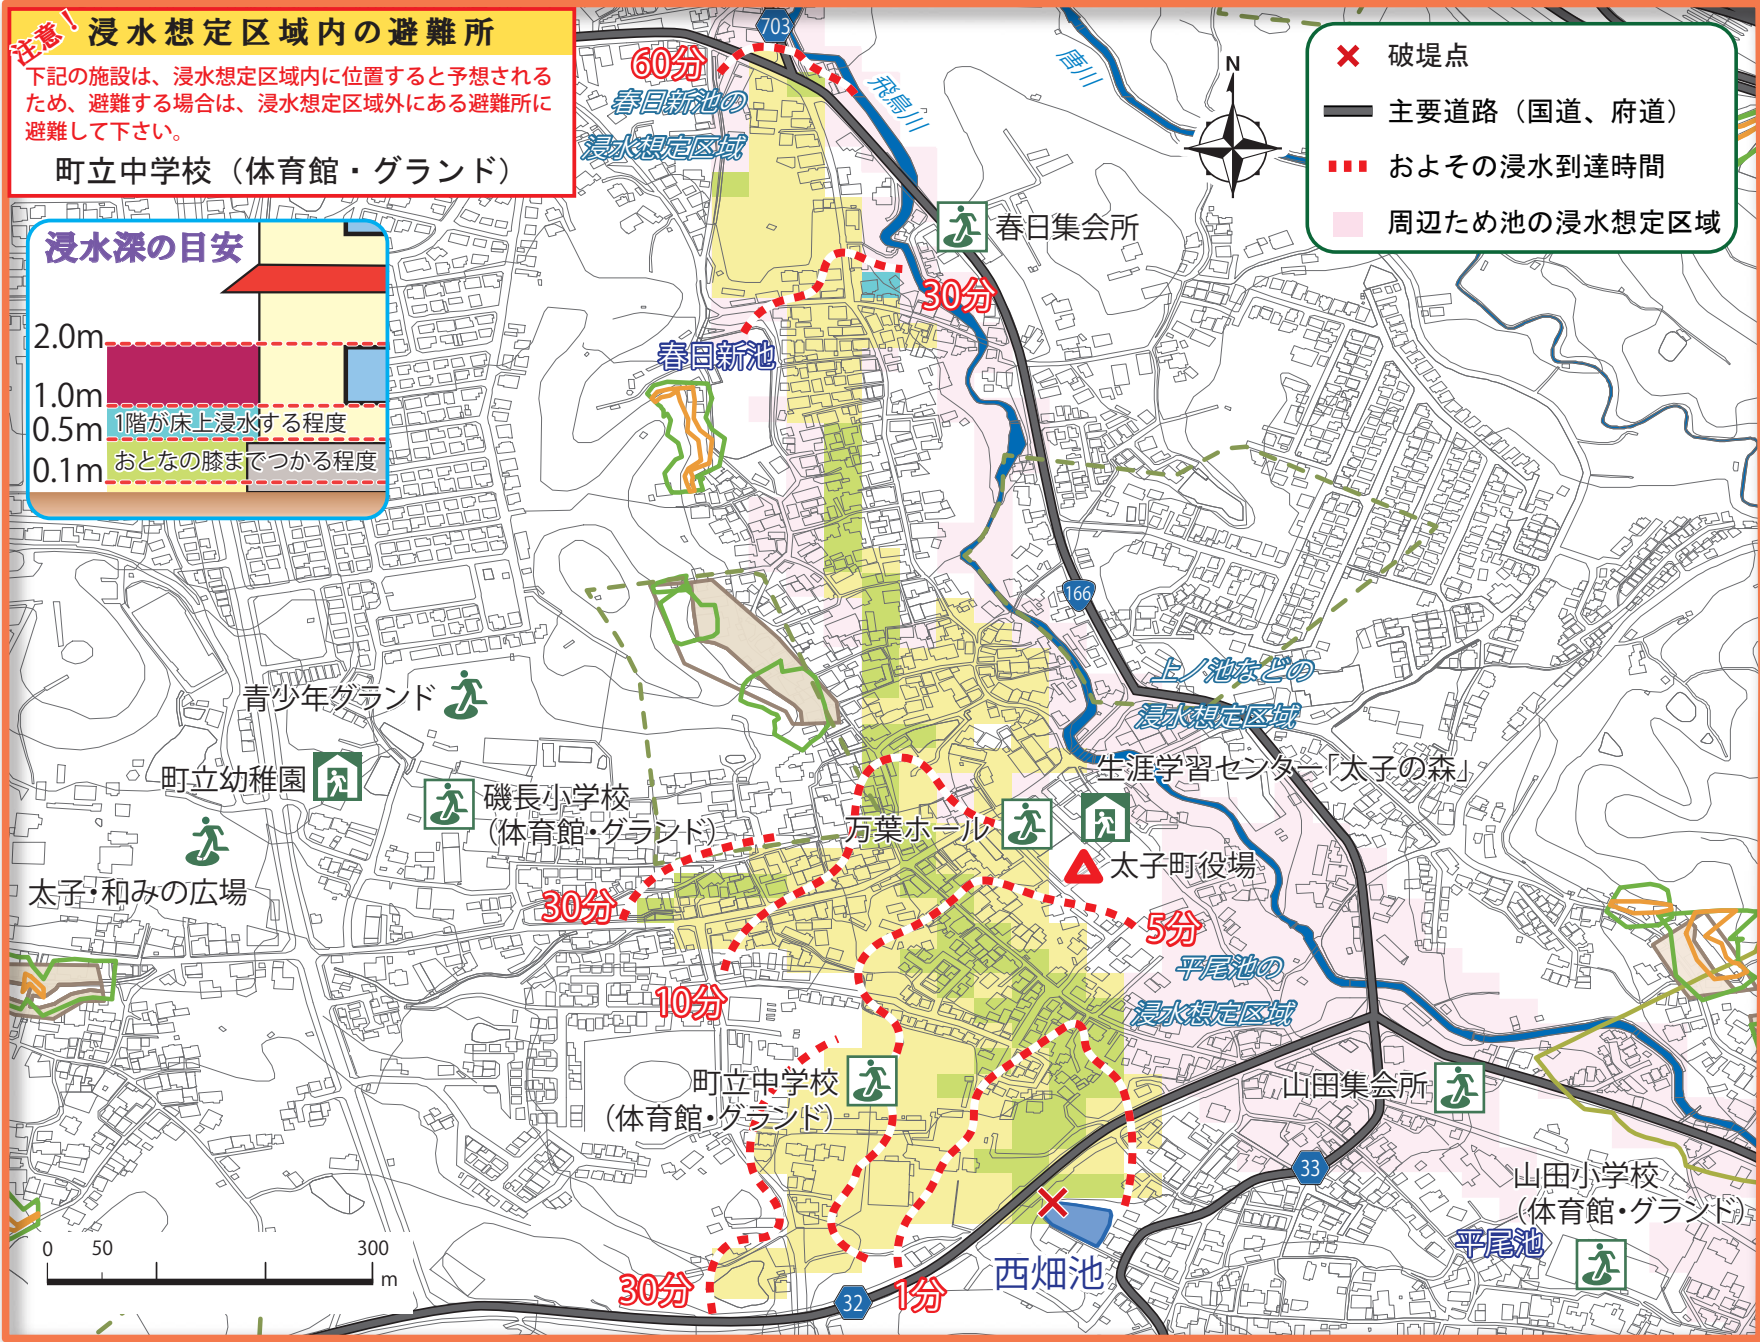 注意!
浸水想定区域内の避難所
下記の施設は、浸水想定区域内に位置すると予想される
ため、避難する場合は、浸水想定区域外にある避難所に
避難して下さい。
町立中学校（体育館・グランド）
浸水深の目安
2.0m
1.0m
0.5m
0.1m
1階が床上浸水する程度
おとなの膝までつかる程度
破堤点
主要道路（国道、府道）
おおよその浸水到達時間
周辺ため池の浸水想定区域
N
703
60分
春日新池の
浸水想定区域
飛鳥川
唐川
春日集会所
30分
春日新池
166
上ノ池などの
浸水想定区域
青少年グランド
町立幼稚園
磯長小学校
（体育館・グランド）
生涯学習センター「太子の森」
万葉ホール
太子町役場
太子・和みの広場
30分
5分
平尾池の
浸水想定区域
10分
町立中学校
（体育館・グランド）
山田集会所
33
山田小学校
（体育館・グランド）
平尾池
西畑池
30分
32
1分
0 50 300
m